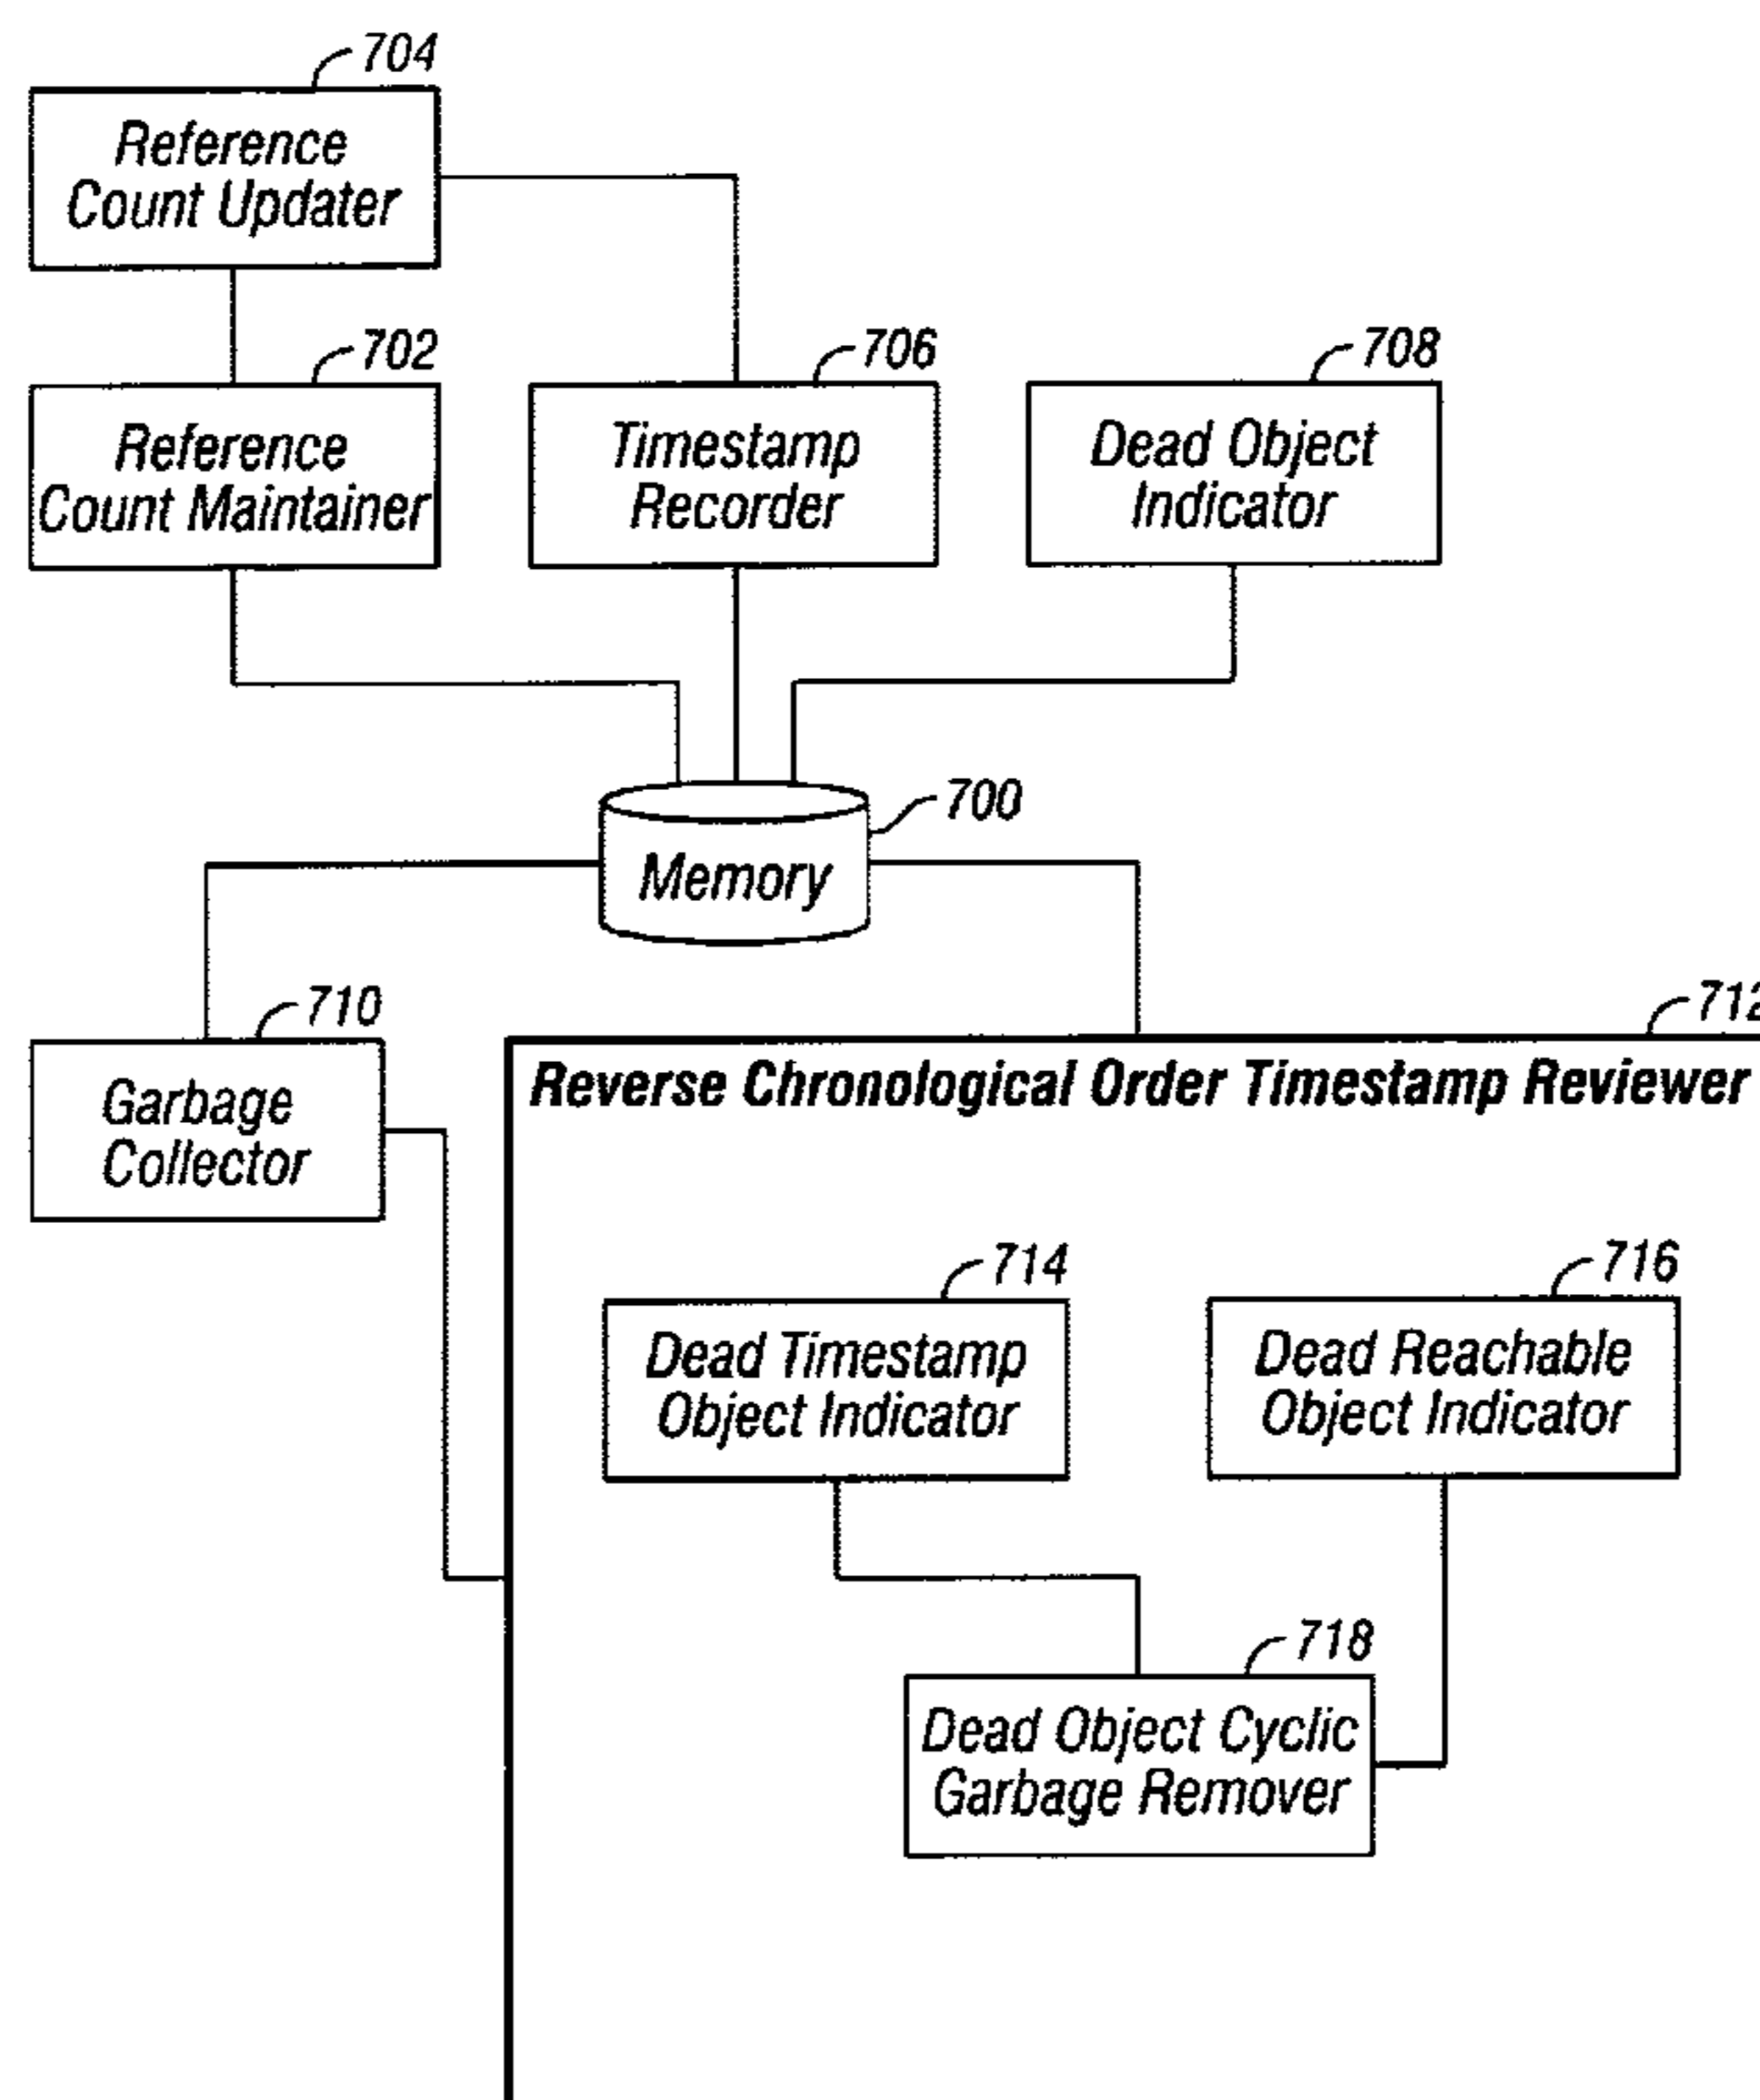 704
Reference
Count Updater
702
706
708
Reference
Count Maintainer
Timestamp
Recorder
Dead Object
Indicator
700
Memory
710
712
Garbage
Collector
Reverse Chronological Order Timestamp Reviewer
714
716
Dead Timestamp
Object Indicator
Dead Reachable
Object Indicator
718
Dead Object Cyclic
Garbage Remover